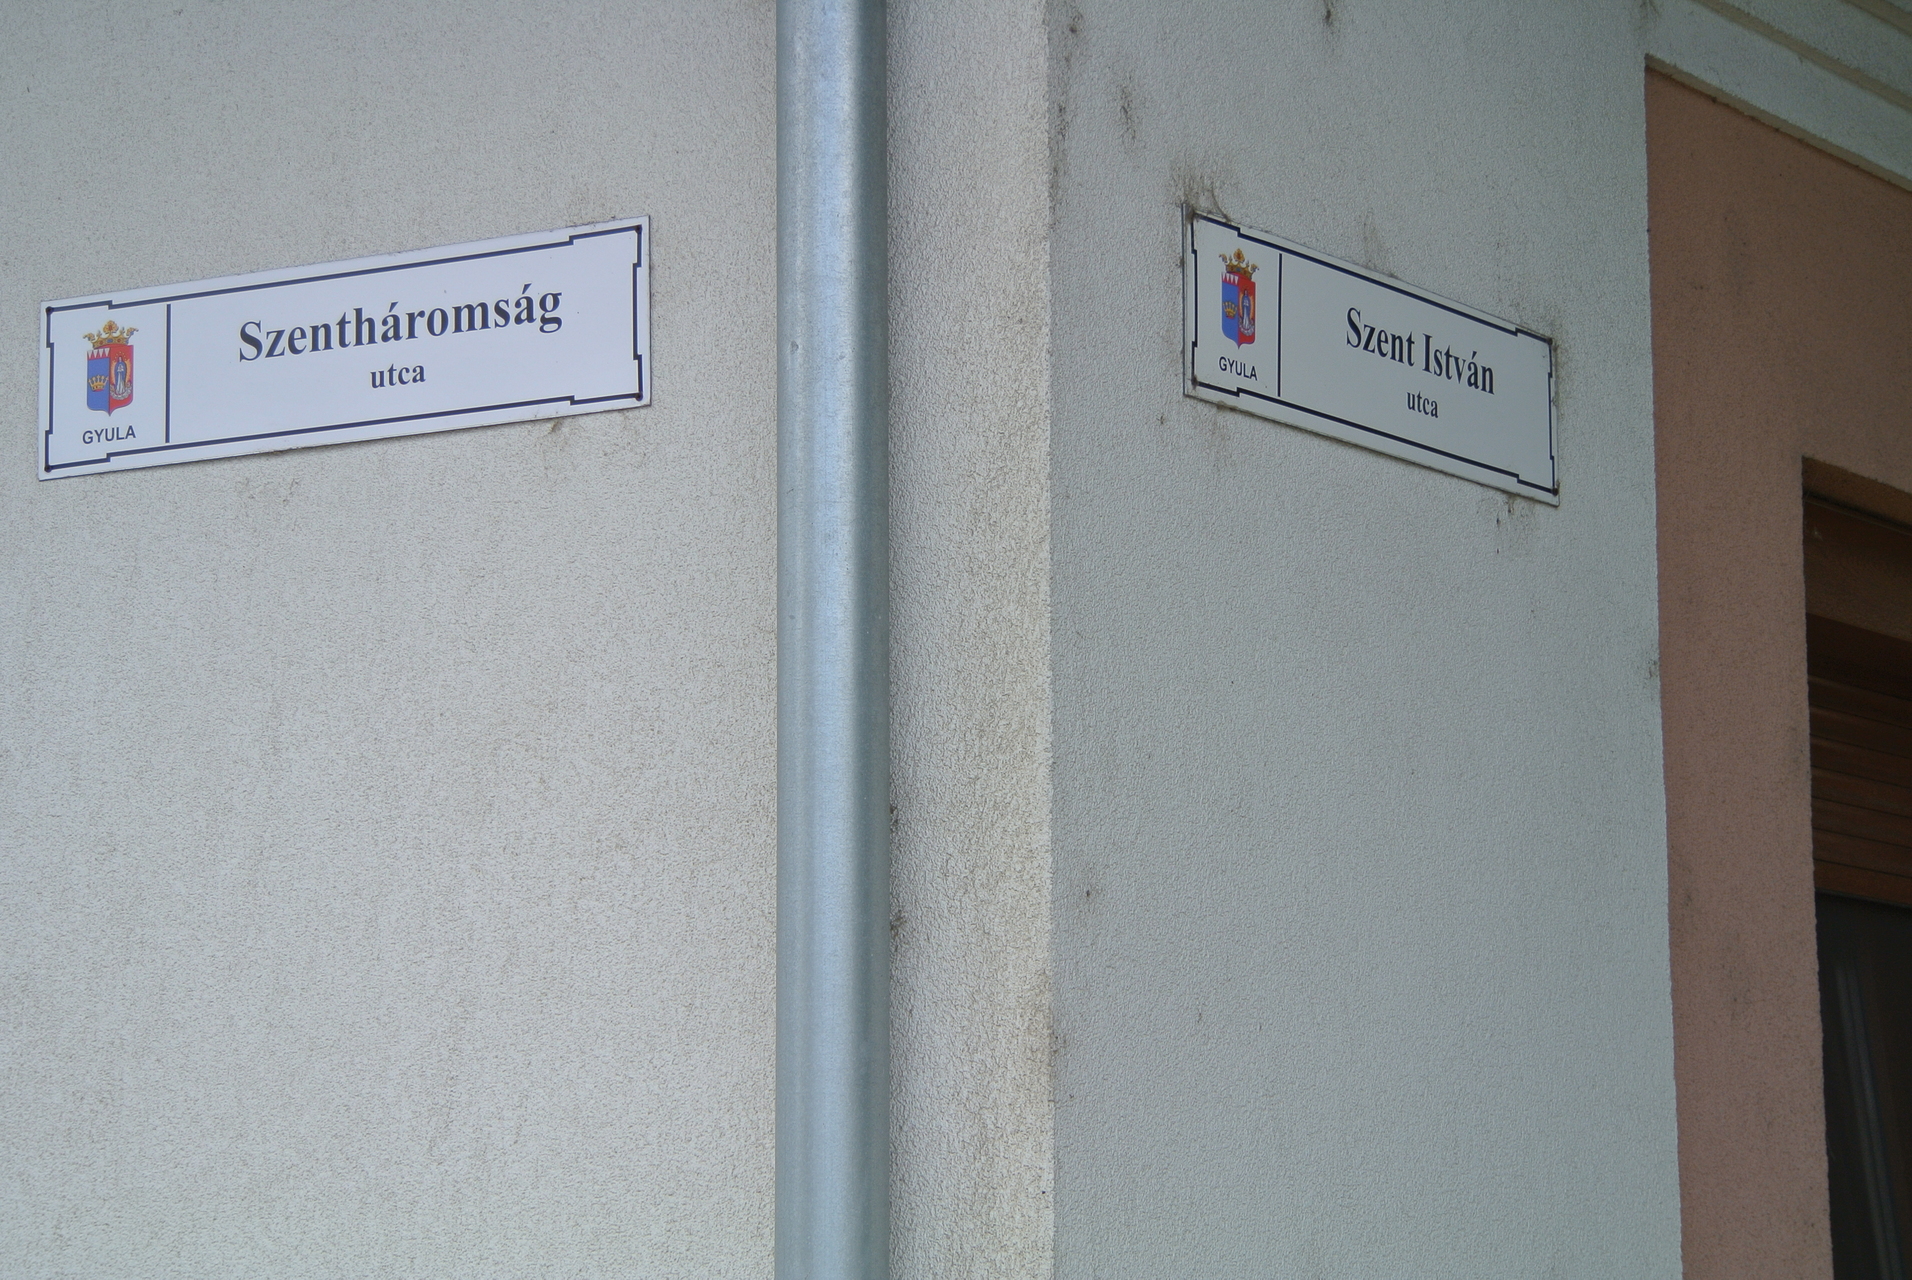 Szentháromság
utca
GYULA
Szent István
utca
GYULA